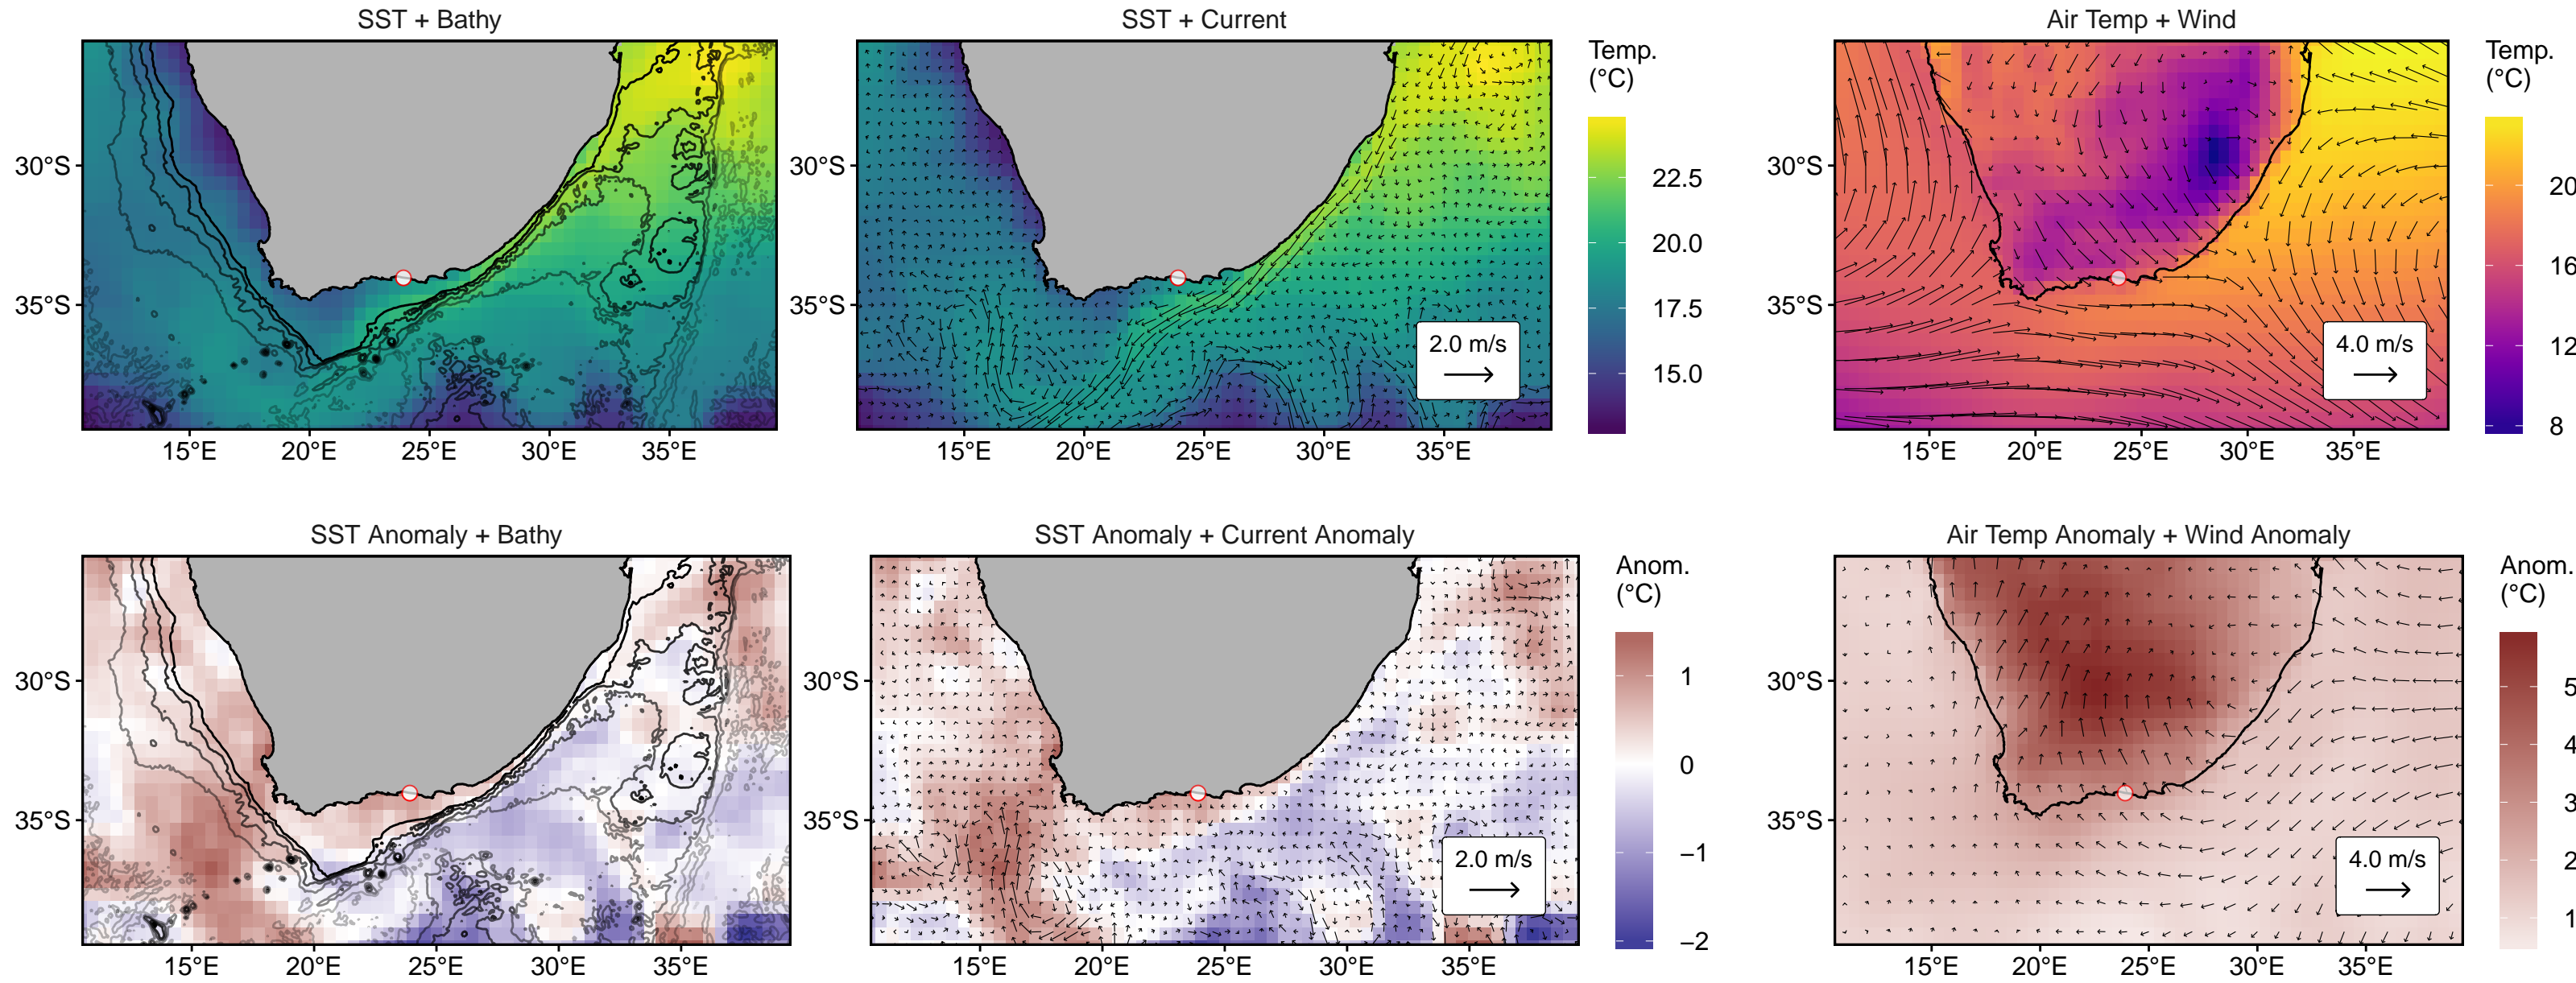 SST + Bathy
SST + Current
Air Temp + Wind
30°S
35°S
15°E 20°E 25°E 30°E 35°E
30°S
35°S
2.0 m/s
15°E 20°E 25°E 30°E 35°E
Temp.
(°C)
22.5
20.0
17.5
15.0
30°S
35°S
4.0 m/s
15°E 20°E 25°E 30°E 35°E
Temp.
(°C)
20
16
12
8
SST Anomaly + Bathy
SST Anomaly + Current Anomaly
Air Temp Anomaly + Wind Anomaly
30°S
35°S
15°E 20°E 25°E 30°E 35°E
30°S
35°S
2.0 m/s
15°E 20°E 25°E 30°E 35°E
Anom.
(°C)
1
0
−1
−2
30°S
35°S
4.0 m/s
15°E 20°E 25°E 30°E 35°E
Anom.
(°C)
5
4
3
2
1